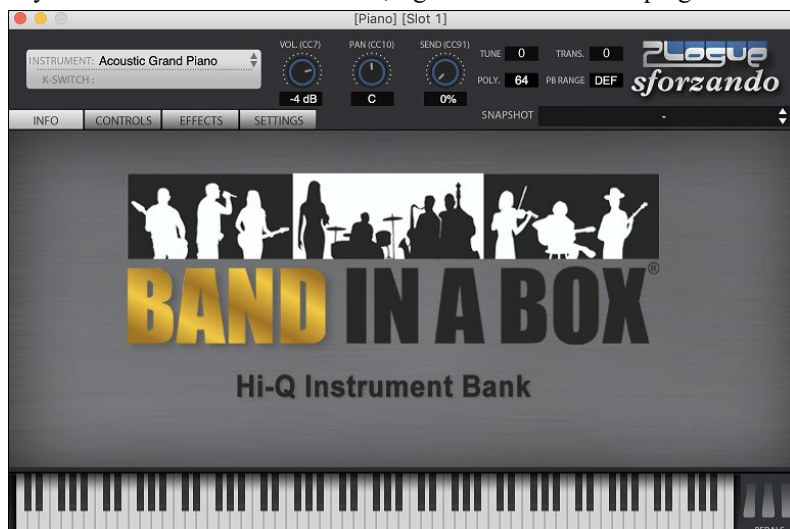 [Piano] [Slot 1]
INSTRUMENT: Acoustic Grand Piano
K-SWITCH :
VOL. (CC7)
-4 dB
PAN (CC10)
C
SEND (CC91)
0%
TUNE 0 TRANS. 0
POLY. 64 PB RANGE DEF
SNAPSHOT -
PLOGUE
sforzando
INFO CONTROLS EFFECTS SETTINGS
BAND IN A BOX®
Hi-Q Instrument Bank
PEDALS